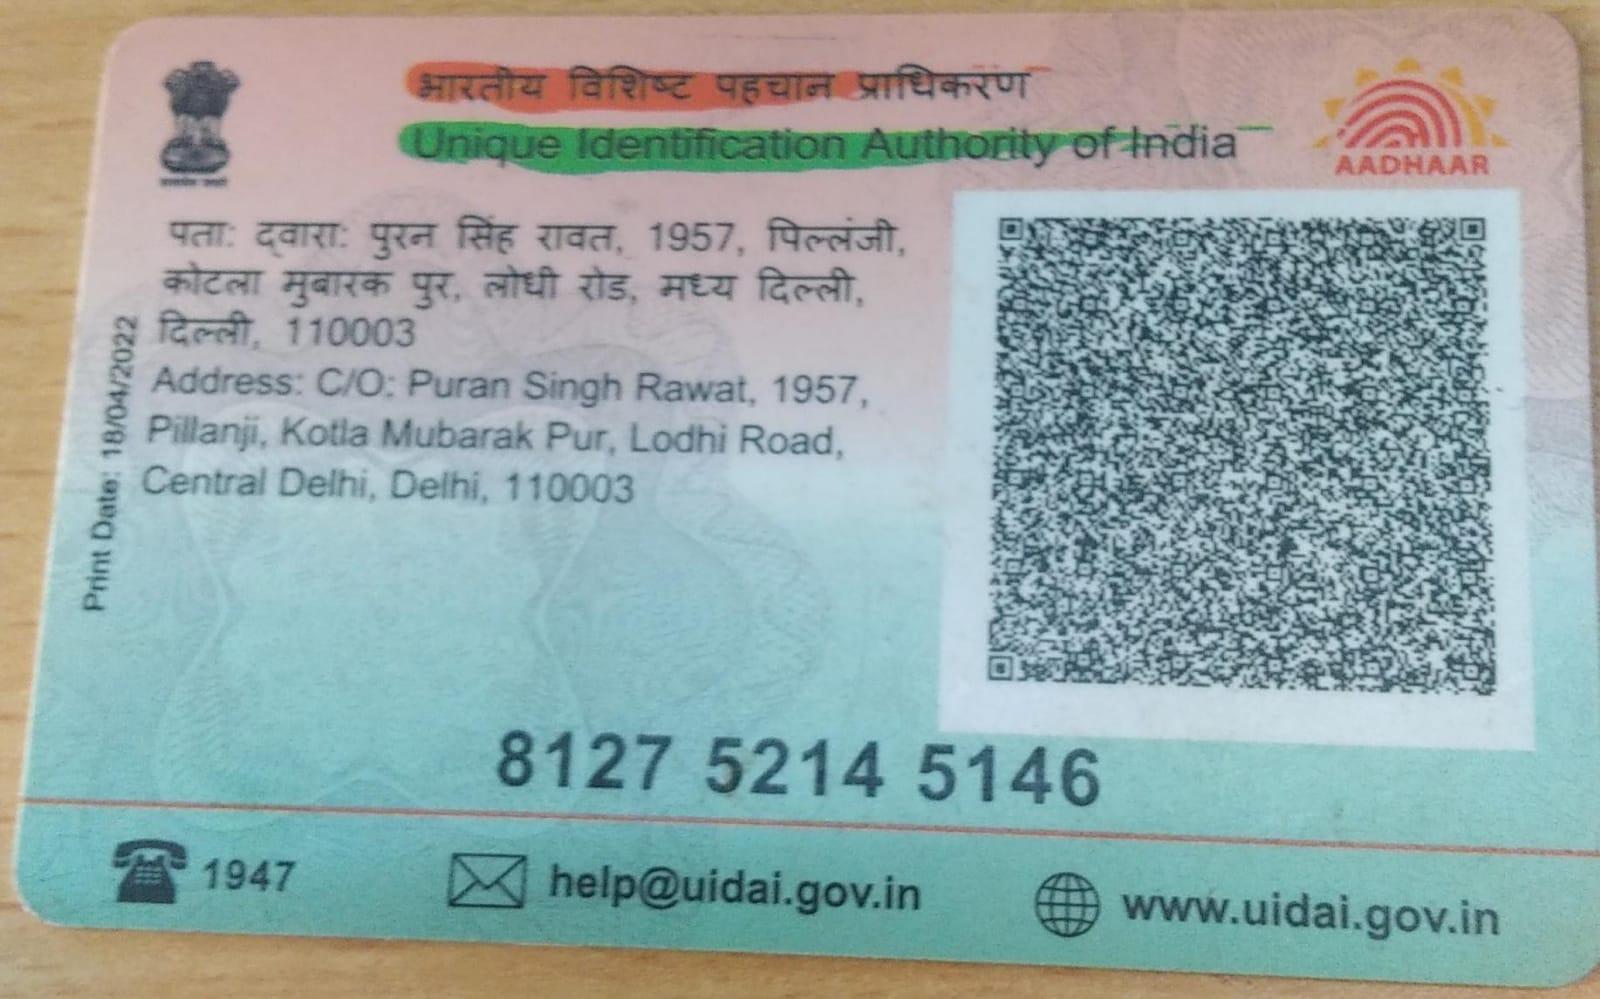 भारतीय विशिष्ट पहचान प्राधिकरण
Unique Identification Authority of India
AADHAAR
पता: द्वारा: पुरन सिंह रावत, 1957, पिल्लंजी,
कोटला मुबारक पुर, लोधी रोड, मध्य दिल्ली,
दिल्ली, 110003
Address: C/O: Puran Singh Rawat, 1957,
Pillanji, Kotla Mubarak Pur, Lodhi Road,
Central Delhi, Delhi, 110003
Print Date: 18/04/2022
8127 5214 5146
1947
help@uidai.gov.in
www.uidai.gov.in